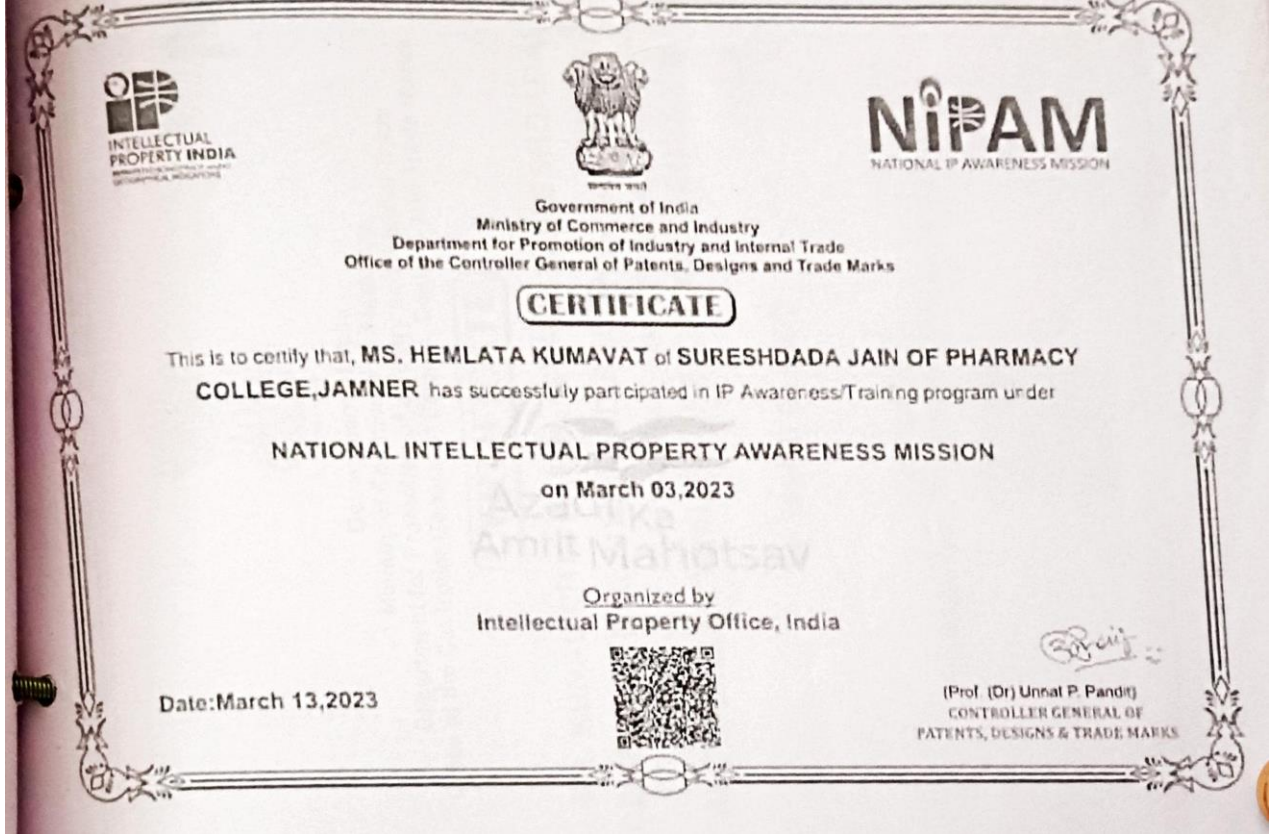 INTELLECTUAL
PROPERTY INDIA
NiPAM
NATIONAL IP AWARENESS MISSION
Government of India
Ministry of Commerce and Industry
Department for Promotion of Industry and Internal Trade
Office of the Controller General of Patents, Designs and Trade Marks
CERTIFICATE
This is to certify that, MS. HEMLATA KUMAVAT of SURESHDADA JAIN OF PHARMACY
COLLEGE,JAMNER has successfully participated in IP Awareness/Training program under
NATIONAL INTELLECTUAL PROPERTY AWARENESS MISSION
on March 03,2023
Azadi Ka
Amrit Mahotsav
Organized by
Intellectual Property Office, India
Date:March 13,2023
(Prof. (Dr) Unnat P. Pandit)
CONTROLLER GENERAL OF
PATENTS, DESIGNS & TRADE MARKS